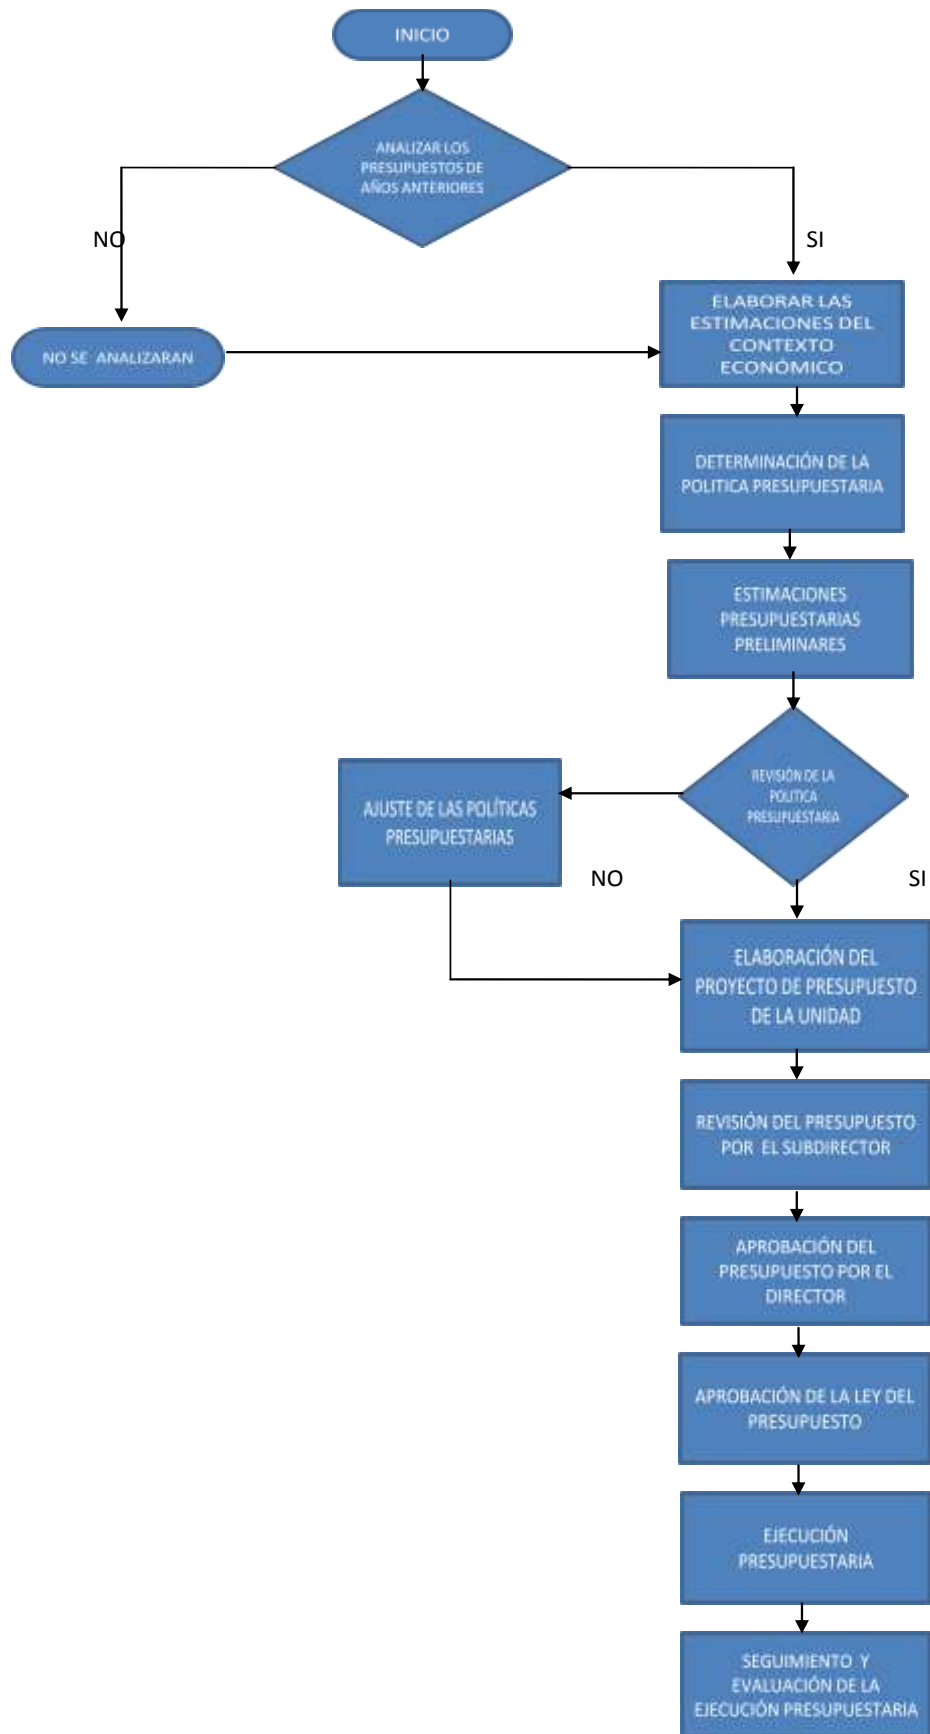 INICIO
ANALIZAR LOS
PRESUPUESTOS DE
AÑOS ANTERIORES
NO
SI
ELABORAR LAS
ESTIMACIONES DEL
CONTEXTO
ECONÓMICO
NO SE ANALIZARAN
DETERMINACIÓN DE LA
POLITICA PRESUPUESTARIA
ESTIMACIONES
PRESUPUESTARIAS
PRELIMINARES
REVISIÓN DE LA
POLITICA
PRESUPUESTARIA
AJUSTE DE LAS POLÍTICAS
PRESUPUESTARIAS
NO
SI
ELABORACIÓN DEL
PROYECTO DE PRESUPUESTO
DE LA UNIDAD
REVISIÓN DEL PRESUPUESTO
POR EL SUBDIRECTOR
APROBACIÓN DEL
PRESUPUESTO POR EL
DIRECTOR
APROBACIÓN DE LA LEY DEL
PRESUPUESTO
EJECUCIÓN
PRESUPUESTARIA
SEGUIMIENTO Y
EVALUACIÓN DE LA
EJECUCIÓN PRESUPUESTARIA